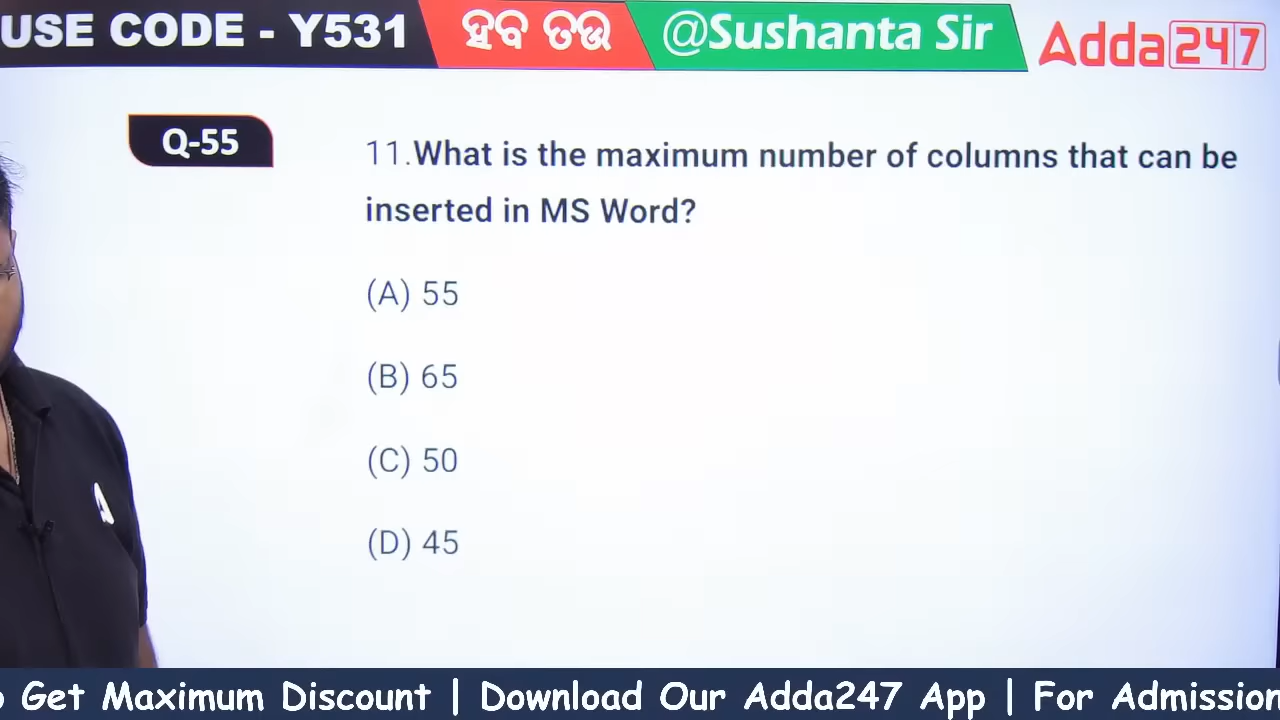 USE CODE - Y531 ହବ ତଉ @Sushanta Sir Adda247
Q-55
11.What is the maximum number of columns that can be
inserted in MS Word?
(A) 55
(B) 65
(C) 50
(D) 45
Get Maximum Discount | Download Our Adda247 App | For Admission